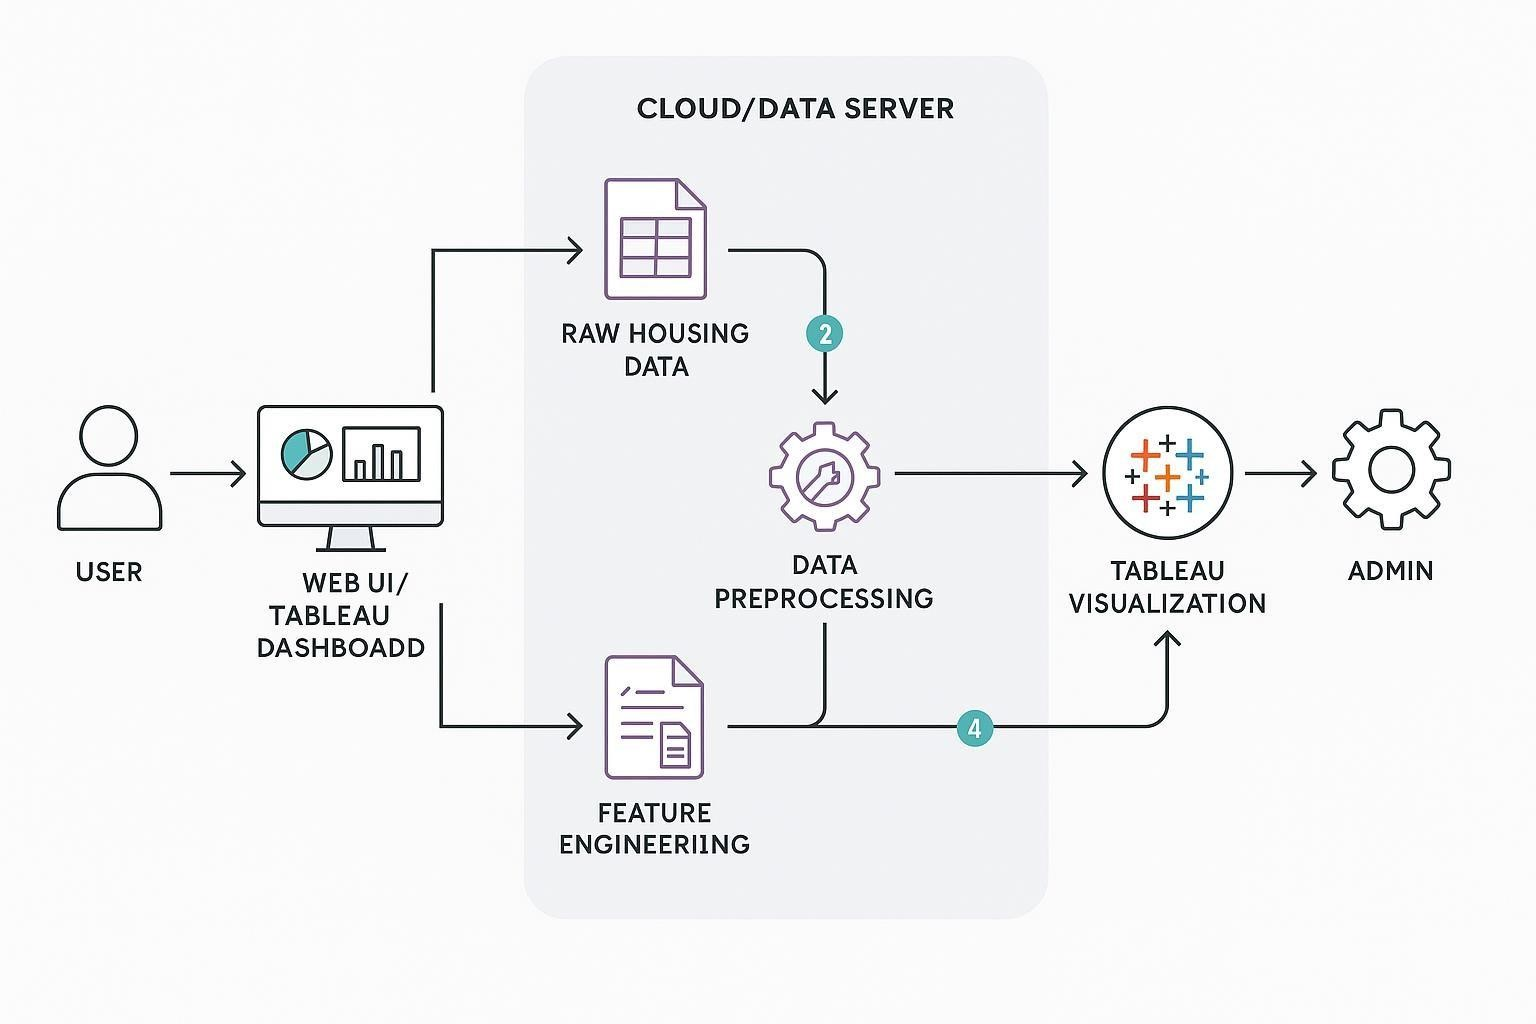 CLOUD/DATA SERVER
RAW HOUSING
DATA
2
USER
WEB UI/
TABLEAU
DASHBOADD
DATA
PREPROCESSING
TABLEAU
VISUALIZATION
ADMIN
4
FEATURE
ENGINEERI1NG